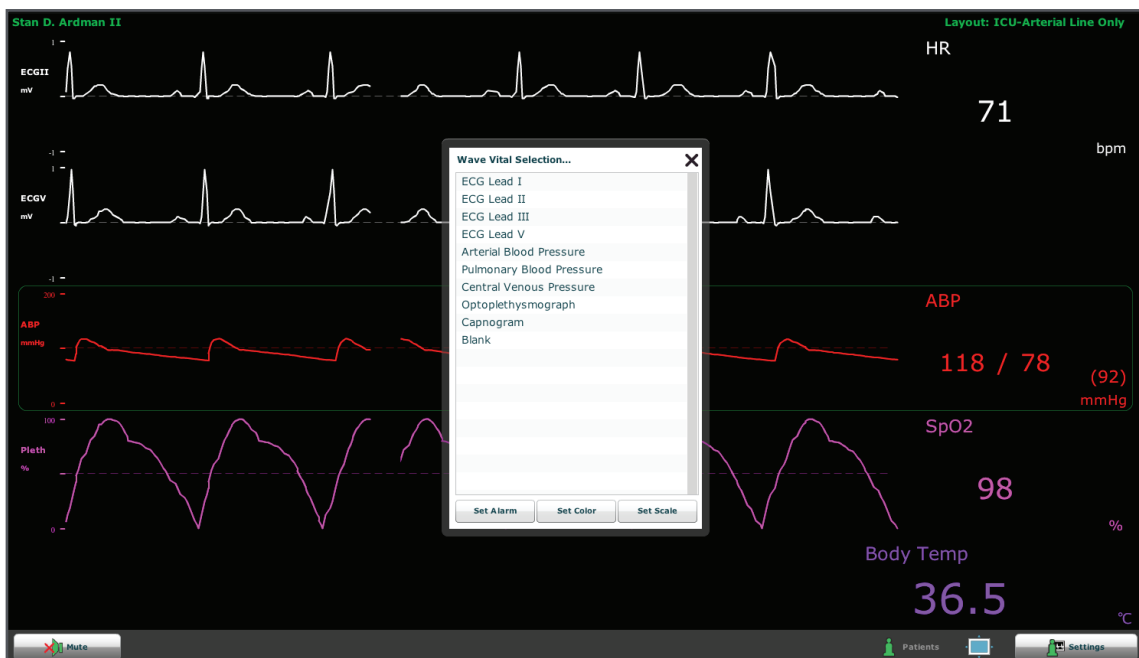 Stan D. Ardman II
Layout: ICU-Arterial Line Only
1
ECGII
mV
-1
HR
71
bpm
1
ECGV
mV
-1
Wave Vital Selection...
ECG Lead I
ECG Lead II
ECG Lead III
ECG Lead V
Arterial Blood Pressure
Pulmonary Blood Pressure
Central Venous Pressure
Optoplethysmograph
Capnogram
Blank
Set Alarm
Set Color
Set Scale
200
ABP
mmHg
0
ABP
118 / 78
(92)
mmHg
100
Pleth
%
0
SpO2
98
%
Body Temp
36.5
°C
Mute
Patients
Settings